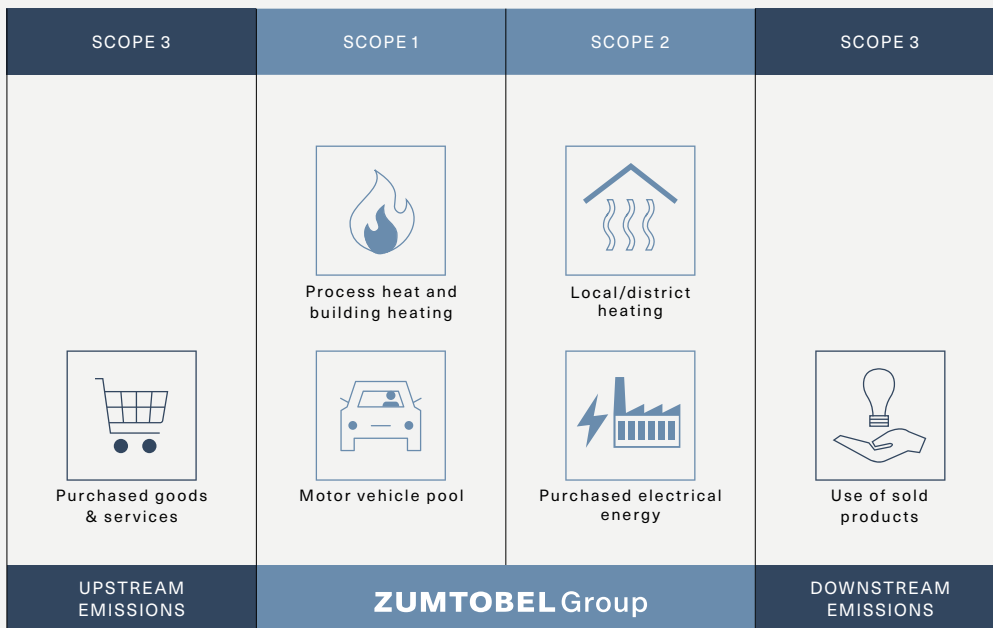 SCOPE 3
SCOPE 1
SCOPE 2
SCOPE 3
Process heat and
building heating
Local/district
heating
Purchased goods
& services
Motor vehicle pool
Purchased electrical
energy
Use of sold
products
UPSTREAM
EMISSIONS
ZUMTOBEL Group
DOWNSTREAM
EMISSIONS